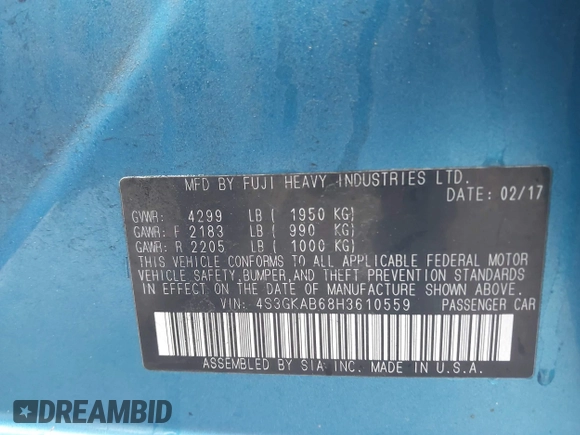 MFD BY FUJI HEAVY INDUSTRIES LTD.
DATE: 02/17
GVWR: 4299 LB ( 1950 KG)
GAWR: F 2183 LB ( 990 KG)
GAWR: R 2205 LB ( 1000 KG)
THIS VEHICLE CONFORMS TO ALL APPLICABLE FEDERAL MOTOR
VEHICLE SAFETY, BUMPER, AND THEFT PREVENTION STANDARDS
IN EFFECT ON THE DATE OF MANUFACTURE SHOWN ABOVE.
VIN: 4S3GKAB68H3610559 PASSENGER CAR
ASSEMBLED BY SIA INC. MADE IN U.S.A.
DREAMBID